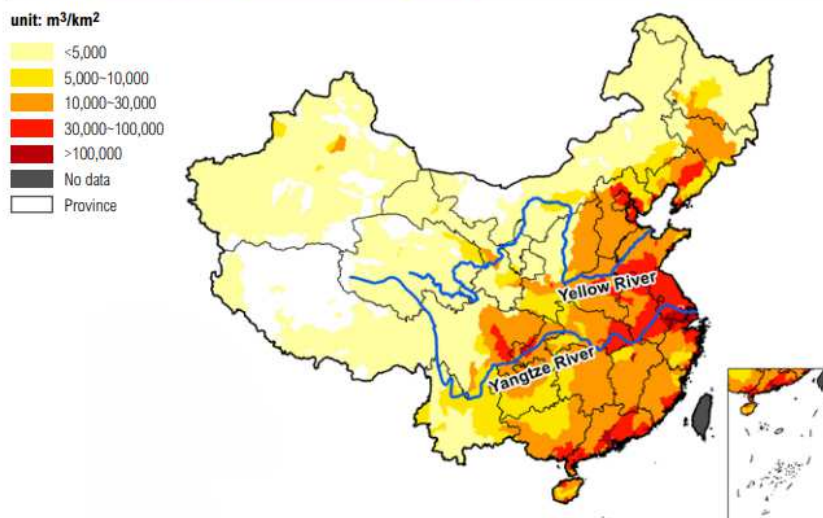 unit: m³/km²
<5,000
5,000~10,000
10,000~30,000
30,000~100,000
>100,000
No data
Province
Yellow River
Yangtze River